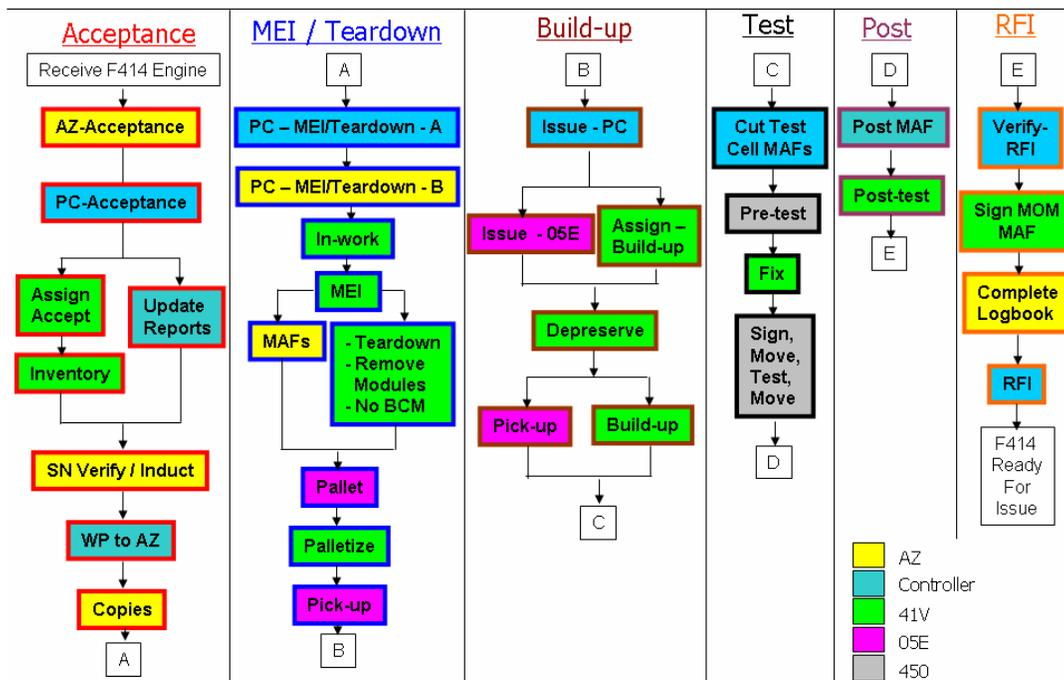 Acceptance
Receive F414 Engine
AZ-Acceptance
PC-Acceptance
Assign
Accept
Update
Reports
Inventory
SN Verify / Induct
WP to AZ
Copies
A
MEI / Teardown
A
PC – MEI/Teardown - A
PC – MEI/Teardown - B
In-work
MEI
MAFs
- Teardown
- Remove
Modules
- No BCM
Pallet
Palletize
Pick-up
B
Build-up
B
Issue - PC
Issue - 05E
Assign –
Build-up
Depreserve
Pick-up
Build-up
C
Test
C
Cut Test
Cell MAFs
Pre-test
Fix
Sign,
Move,
Test,
Move
D
Post
D
Post MAF
Post-test
E
RFI
E
Verify-
RFI
Sign MOM
MAF
Complete
Logbook
RFI
F414
Ready
For
Issue
AZ
Controller
41V
05E
450